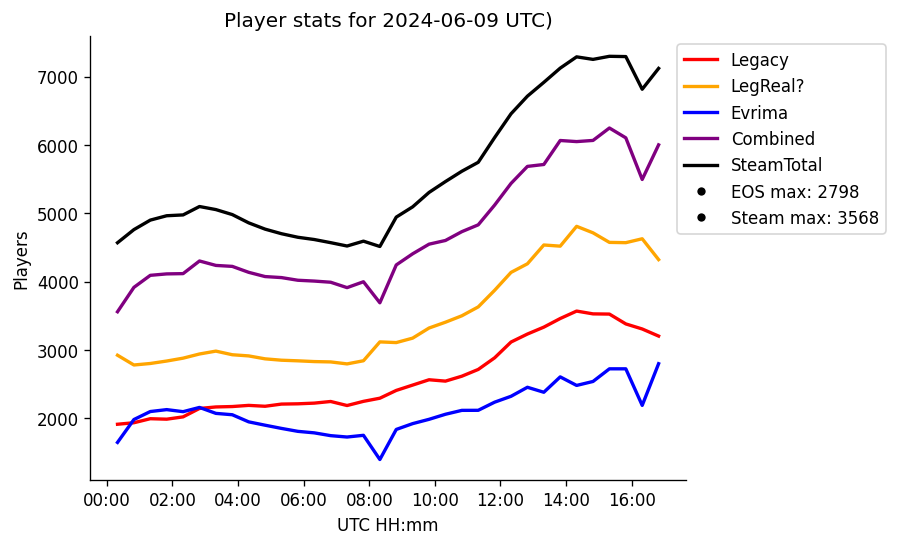 Player stats for 2024-06-09 UTC)
Players
7000
6000
5000
4000
3000
2000
00:00 02:00 04:00 06:00 08:00 10:00 12:00 14:00 16:00
UTC HH:mm
Legacy
LegReal?
Evrima
Combined
SteamTotal
EOS max: 2798
Steam max: 3568